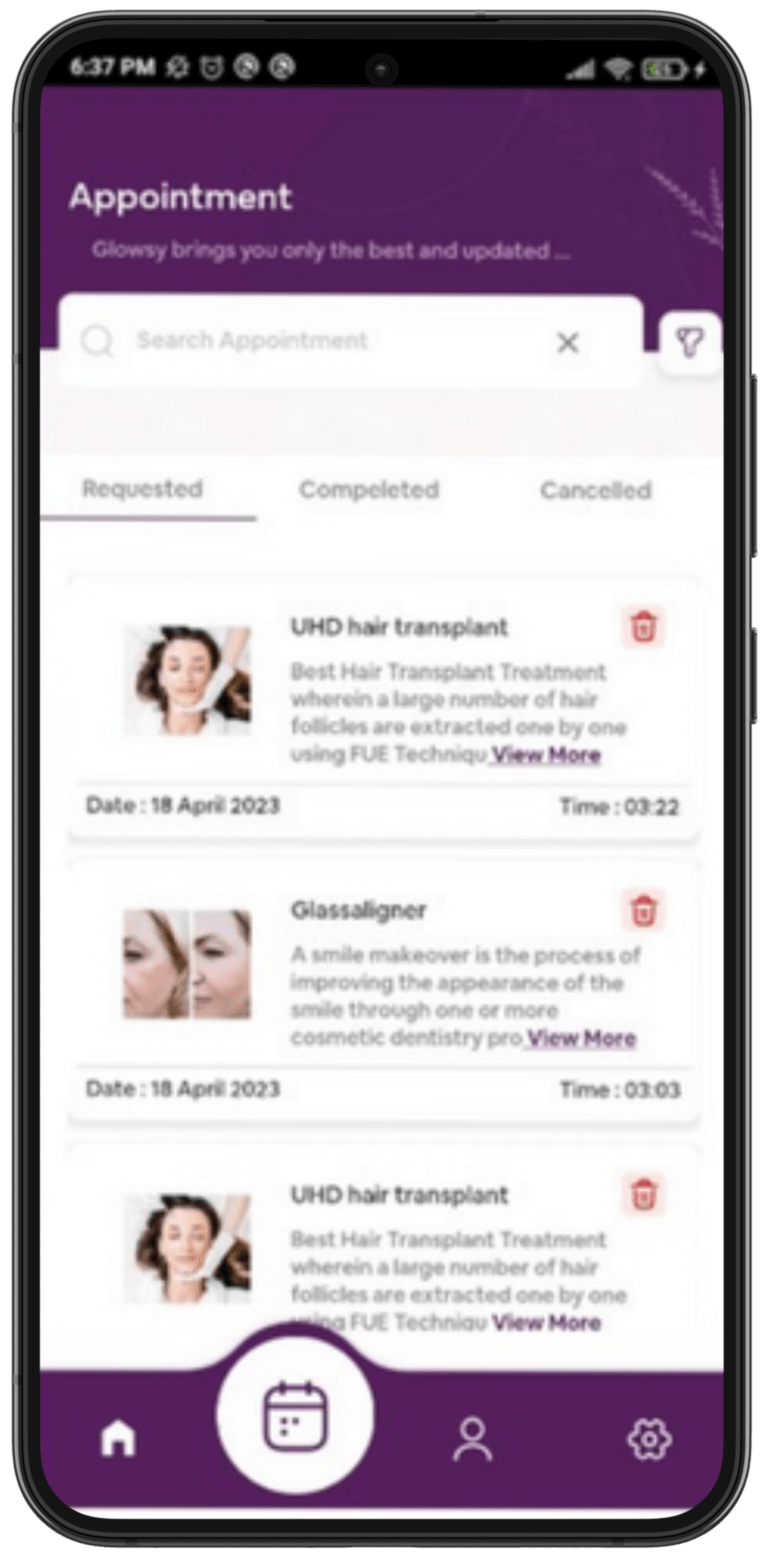 6:37 PM
Appointment
Glowsy brings you only the best and updated ...
Search Appointment
Requested
Compeleted
Cancelled
UHD hair transplant
Best Hair Transplant Treatment
wherein a large number of hair
follicles are extracted one by one
using FUE Techniqu View More
Date : 18 April 2023
Time : 03:22
Glassaligner
A smile makeover is the process of
improving the appearance of the
smile through one or more
cosmetic dentistry pro View More
Date : 18 April 2023
Time : 03:03
UHD hair transplant
Best Hair Transplant Treatment
wherein a large number of hair
follicles are extracted one by one
using FUE Techniqu View More